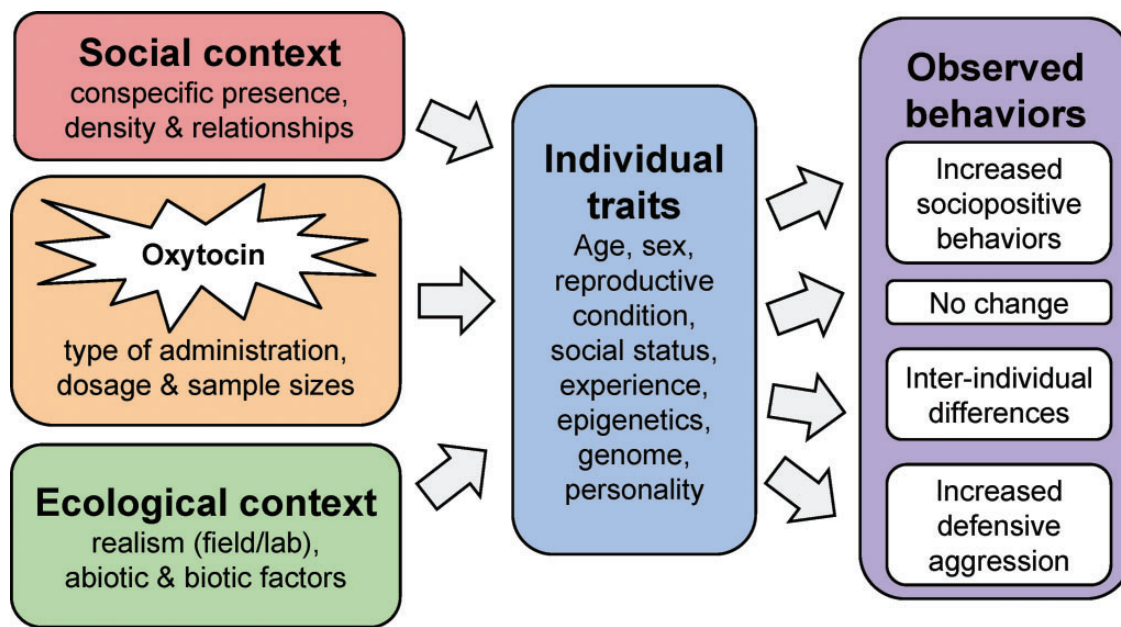 Social context
conspecific presence,
density & relationships
Oxytocin
type of administration,
dosage & sample sizes
Ecological context
realism (field/lab),
abiotic & biotic factors
Individual
traits
Age, sex,
reproductive
condition,
social status,
experience,
epigenetics,
genome,
personality
Observed
behaviors
Increased
sociopositive
behaviors
No change
Inter-individual
differences
Increased
defensive
aggression